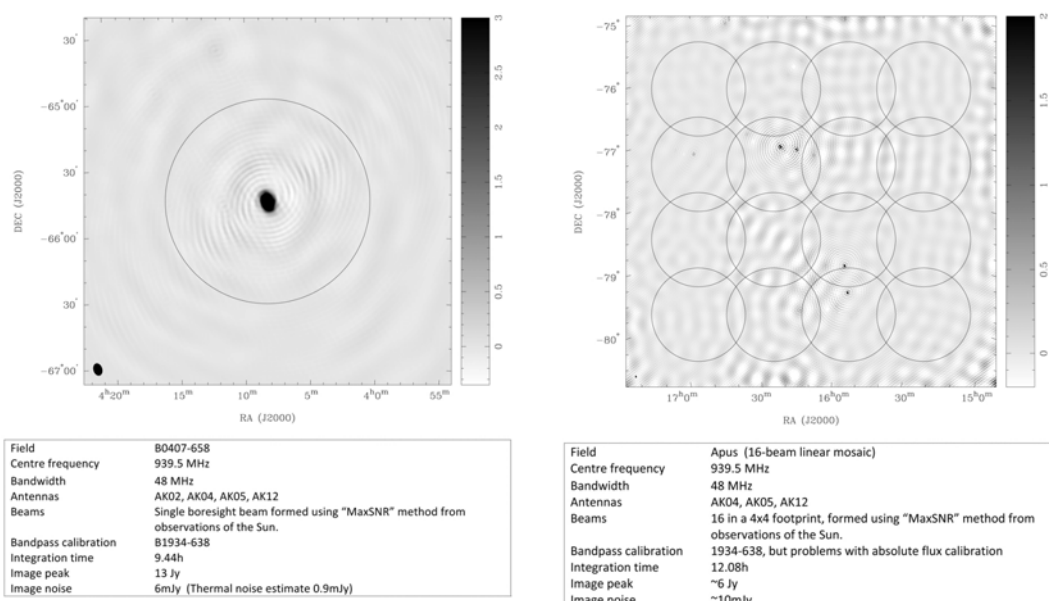 30'
-65°00'
30'
-66°00'
30'
-67°00'
DEC (J2000)
4ʰ20ᵐ 15ᵐ 10ᵐ 5ᵐ 4ʰ0ᵐ 55ᵐ
RA (J2000)
3
2.5
2
1.5
1
0.5
0
Field B0407-658
Centre frequency 939.5 MHz
Bandwidth 48 MHz
Antennas AK02, AK04, AK05, AK12
Beams Single boresight beam formed using “MaxSNR” method from
observations of the Sun.
Bandpass calibration B1934-638
Integration time 9.44h
Image peak 13 Jy
Image noise 6mJy (Thermal noise estimate 0.9mJy)
-75°
-76°
-77°
-78°
-79°
-80°
DEC (J2000)
17ʰ0ᵐ 30ᵐ 16ʰ0ᵐ 30ᵐ 15ʰ0ᵐ
RA (J2000)
2
1.5
1
0.5
0
Field Apus (16-beam linear mosaic)
Centre frequency 939.5 MHz
Bandwidth 48 MHz
Antennas AK04, AK05, AK12
Beams 16 in a 4x4 footprint, formed using “MaxSNR” method from
observations of the Sun.
Bandpass calibration 1934-638, but problems with absolute flux calibration
Integration time 12.08h
Image peak ~6 Jy
Image noise ~10mJy